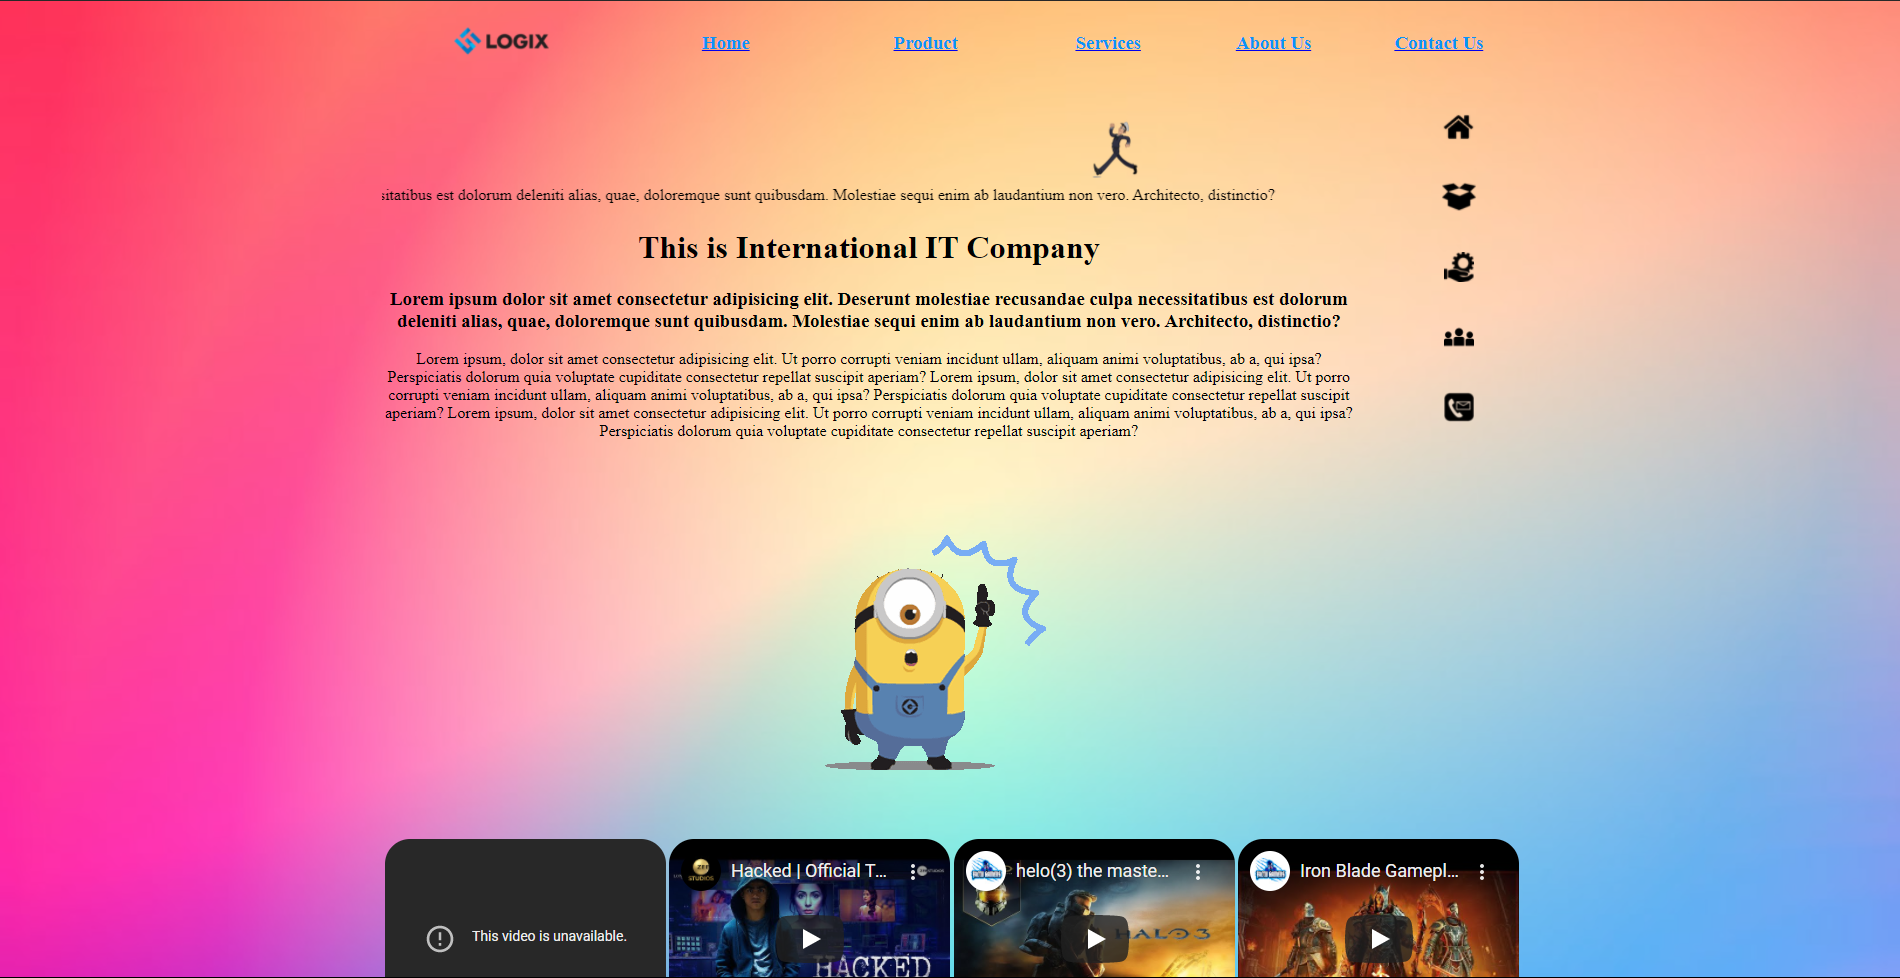 LOGIX
Home Product Services About Us Contact Us
sitatibus est dolorum deleniti alias, quae, doloremque sunt quibusdam. Molestiae sequi enim ab laudantium non vero. Architecto, distinctio?
This is International IT Company
Lorem ipsum dolor sit amet consectetur adipisicing elit. Deserunt molestiae recusandae culpa necessitatibus est dolorum
deleniti alias, quae, doloremque sunt quibusdam. Molestiae sequi enim ab laudantium non vero. Architecto, distinctio?
Lorem ipsum, dolor sit amet consectetur adipisicing elit. Ut porro corrupti veniam incidunt ullam, aliquam animi voluptatibus, ab a, qui ipsa?
Perspiciatis dolorum quia voluptate cupiditate consectetur repellat suscipit aperiam? Lorem ipsum, dolor sit amet consectetur adipisicing elit. Ut porro
corrupti veniam incidunt ullam, aliquam animi voluptatibus, ab a, qui ipsa? Perspiciatis dolorum quia voluptate cupiditate consectetur repellat suscipit
aperiam? Lorem ipsum, dolor sit amet consectetur adipisicing elit. Ut porro corrupti veniam incidunt ullam, aliquam animi voluptatibus, ab a, qui ipsa?
Perspiciatis dolorum quia voluptate cupiditate consectetur repellat suscipit aperiam?
This video is unavailable.
ZEE
STUDIOS
Hacked | Official T...
HACKED
helo(3) the maste...
HALO 3
Iron Blade Gamepl...